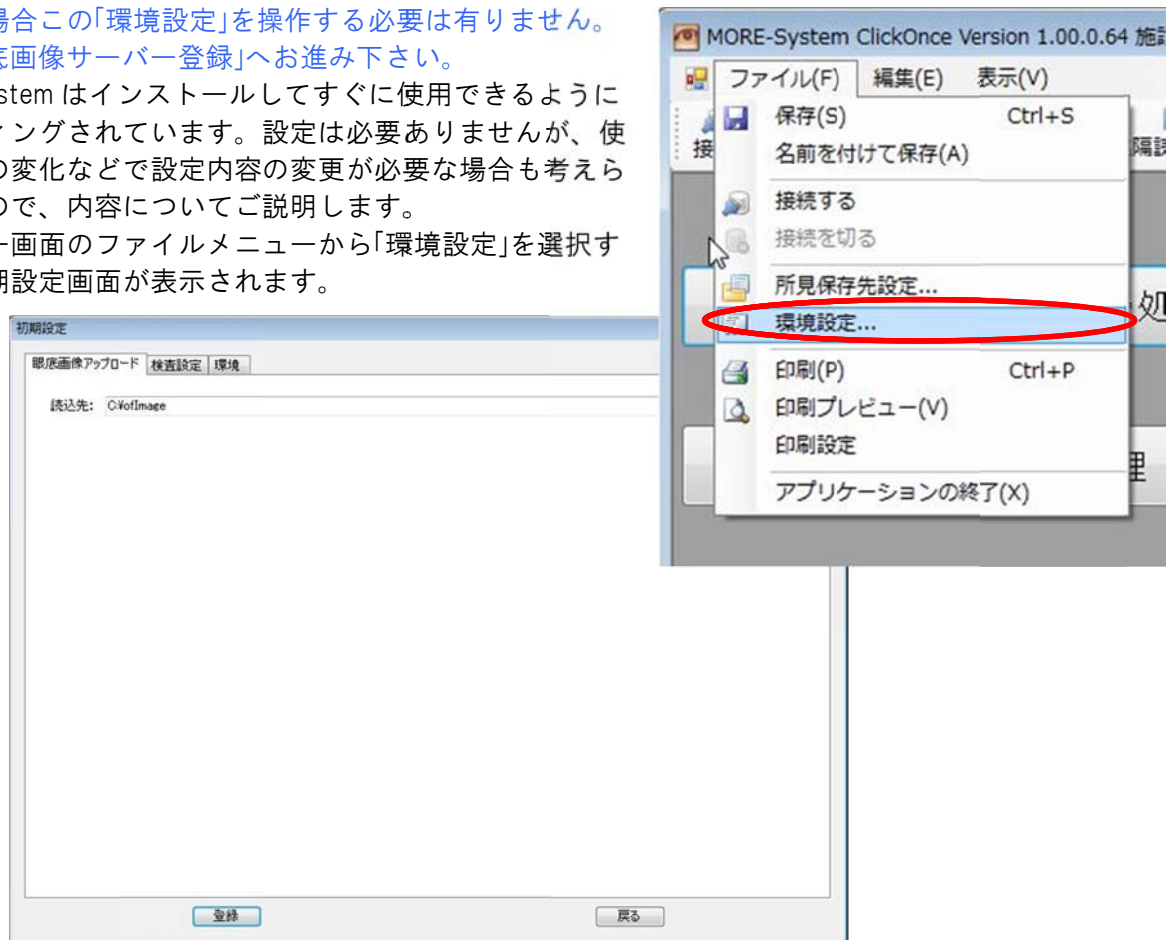 場合この｢環境設定｣を操作する必要は有りません。
底画像サーバー登録｣へお進み下さい。
stem はインストールしてすぐに使用できるように
ィングされています。設定は必要ありませんが、使
の変化などで設定内容の変更が必要な場合も考えら
ので、内容についてご説明します。
ー画面のファイルメニューから｢環境設定｣を選択す
期設定画面が表示されます。
MORE-System ClickOnce Version 1.00.0.64 施設
ファイル(F) 編集(E) 表示(V)
接
隔読
保存(S) Ctrl+S
名前を付けて保存(A)
接続する
接続を切る
所見保存先設定...
環境設定...
印刷(P) Ctrl+P
印刷プレビュー(V)
印刷設定
アプリケーションの終了(X)
処
理
初期設定
眼底画像アップロード 検査設定 環境
読込先: C:¥ofImage
登録 戻る